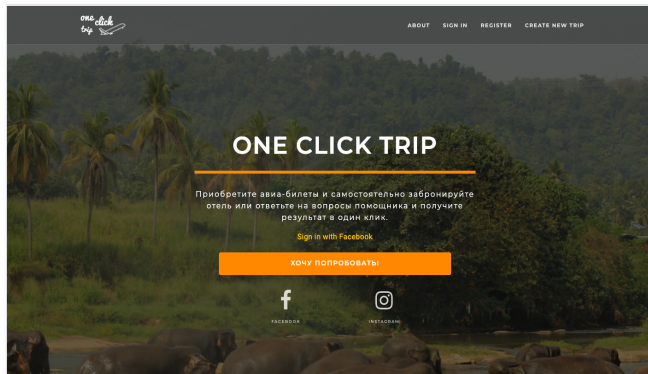 one click
trip
ABOUT SIGN IN REGISTER CREATE NEW TRIP
ONE CLICK TRIP
Приобретите авиа-билеты и самостоятельно забронируйте
отель или ответьте на вопросы помощника и получите
результат в один клик.
Sign in with Facebook
ХОЧУ ПОПРОБОВАТЬ!
FACEBOOK INSTAGRAM